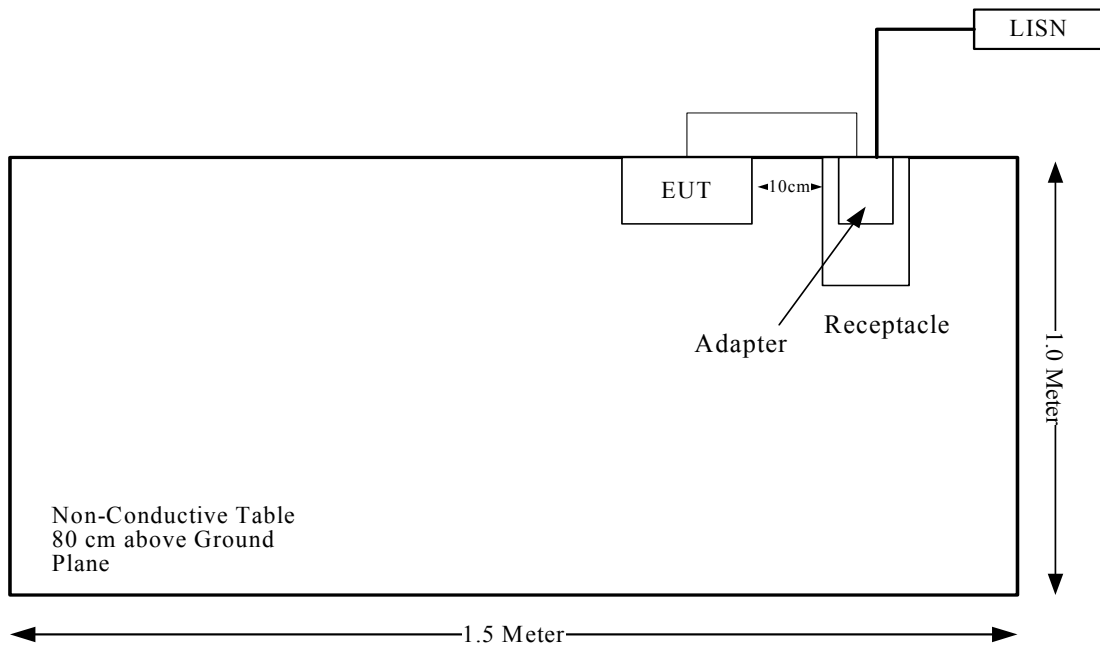 LISN
EUT
10cm
Adapter
Receptacle
1.0 Meter
Non-Conductive Table
80 cm above Ground
Plane
1.5 Meter